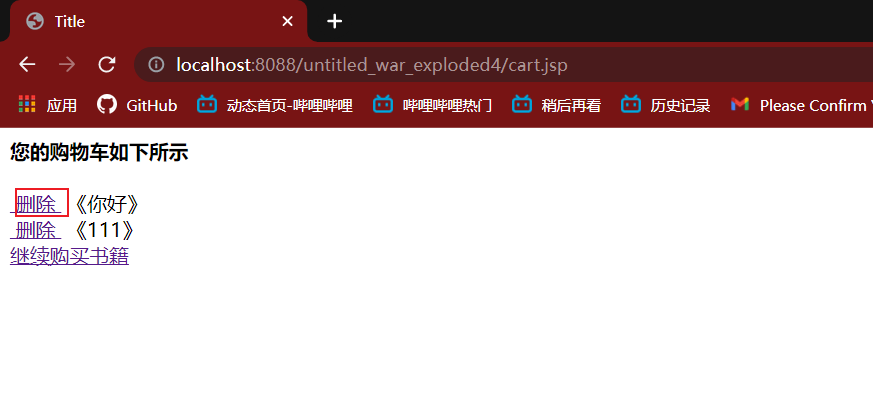 Title
localhost:8088/untitled_war_exploded4/cart.jsp
应用 GitHub 动态首页-哔哩哔哩 哔哩哔哩热门 稍后再看 历史记录 Please Confirm
您的购物车如下所示
删除 《你好》
删除 《111》
继续购买书籍